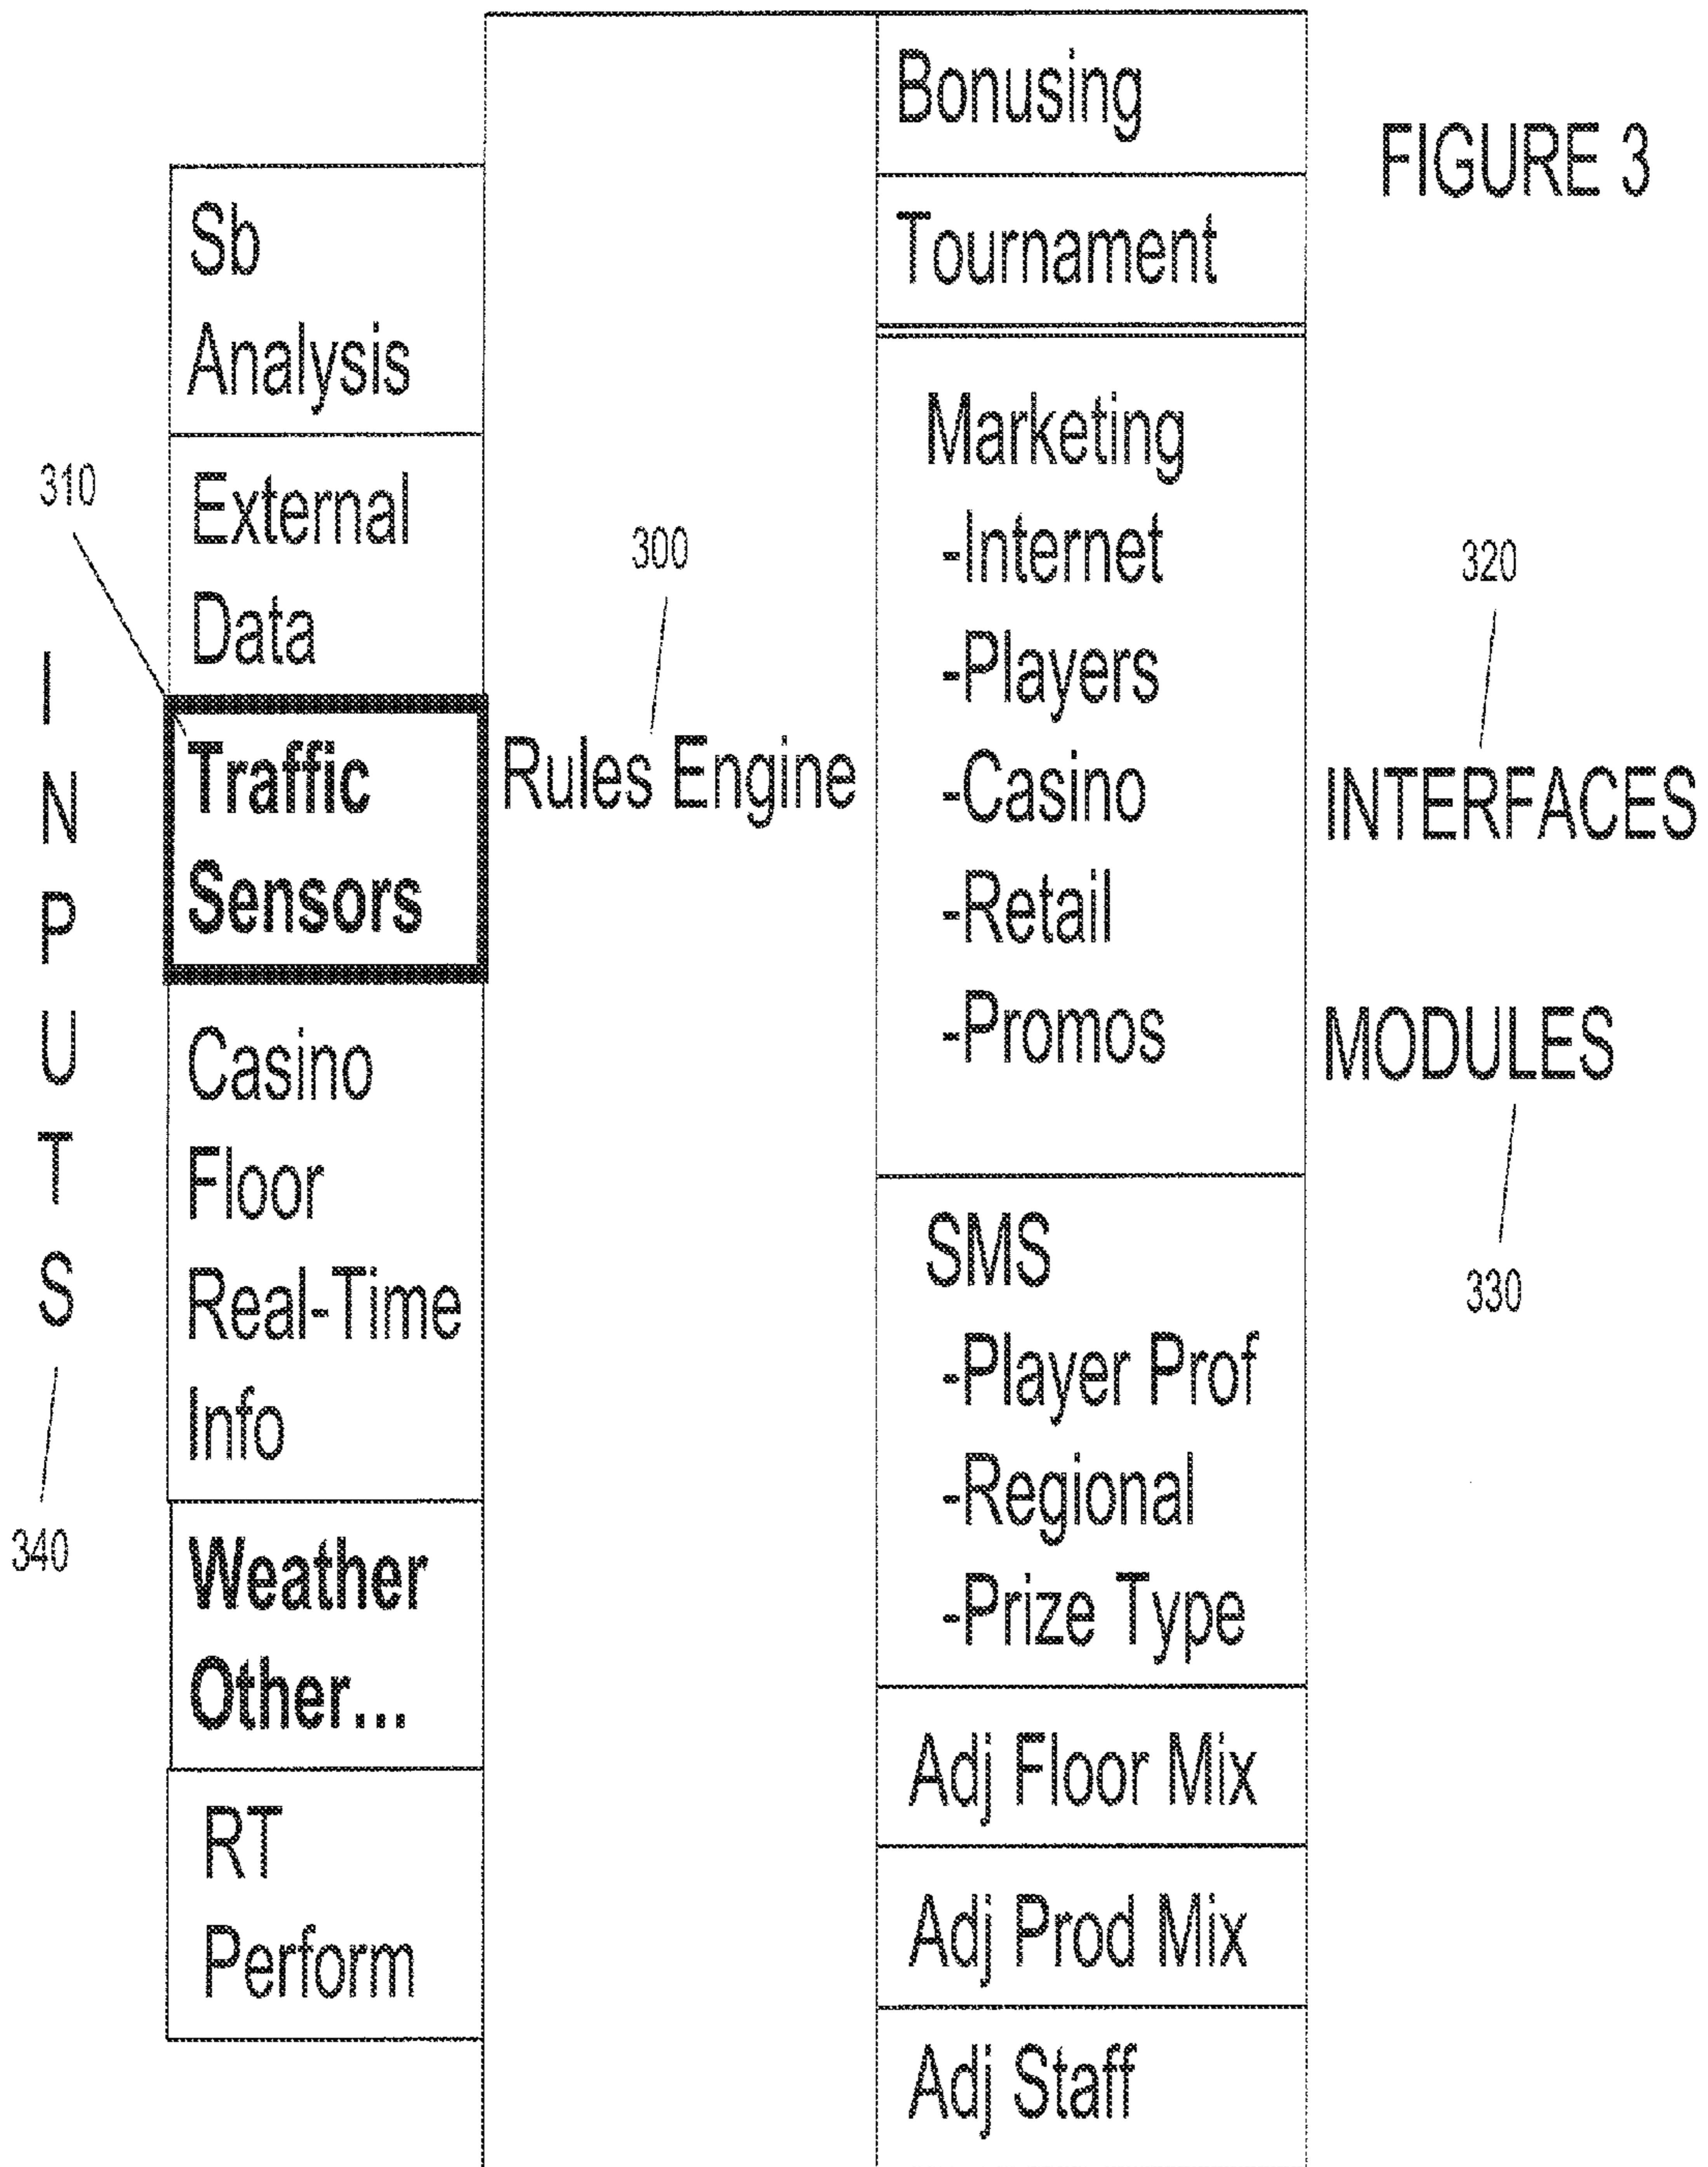 FIGURE 3
INPUTS
340
310
Sb
Analysis
External
Data
Traffic
Sensors
Casino
Floor
Real-Time
Info
Weather
Other...
RT
Perform
300
Rules Engine
Bonusing
Tournament
Marketing
-Internet
-Players
-Casino
-Retail
-Promos
SMS
-Player Prof
-Regional
-Prize Type
Adj Floor Mix
Adj Prod Mix
Adj Staff
320
INTERFACES
MODULES
330